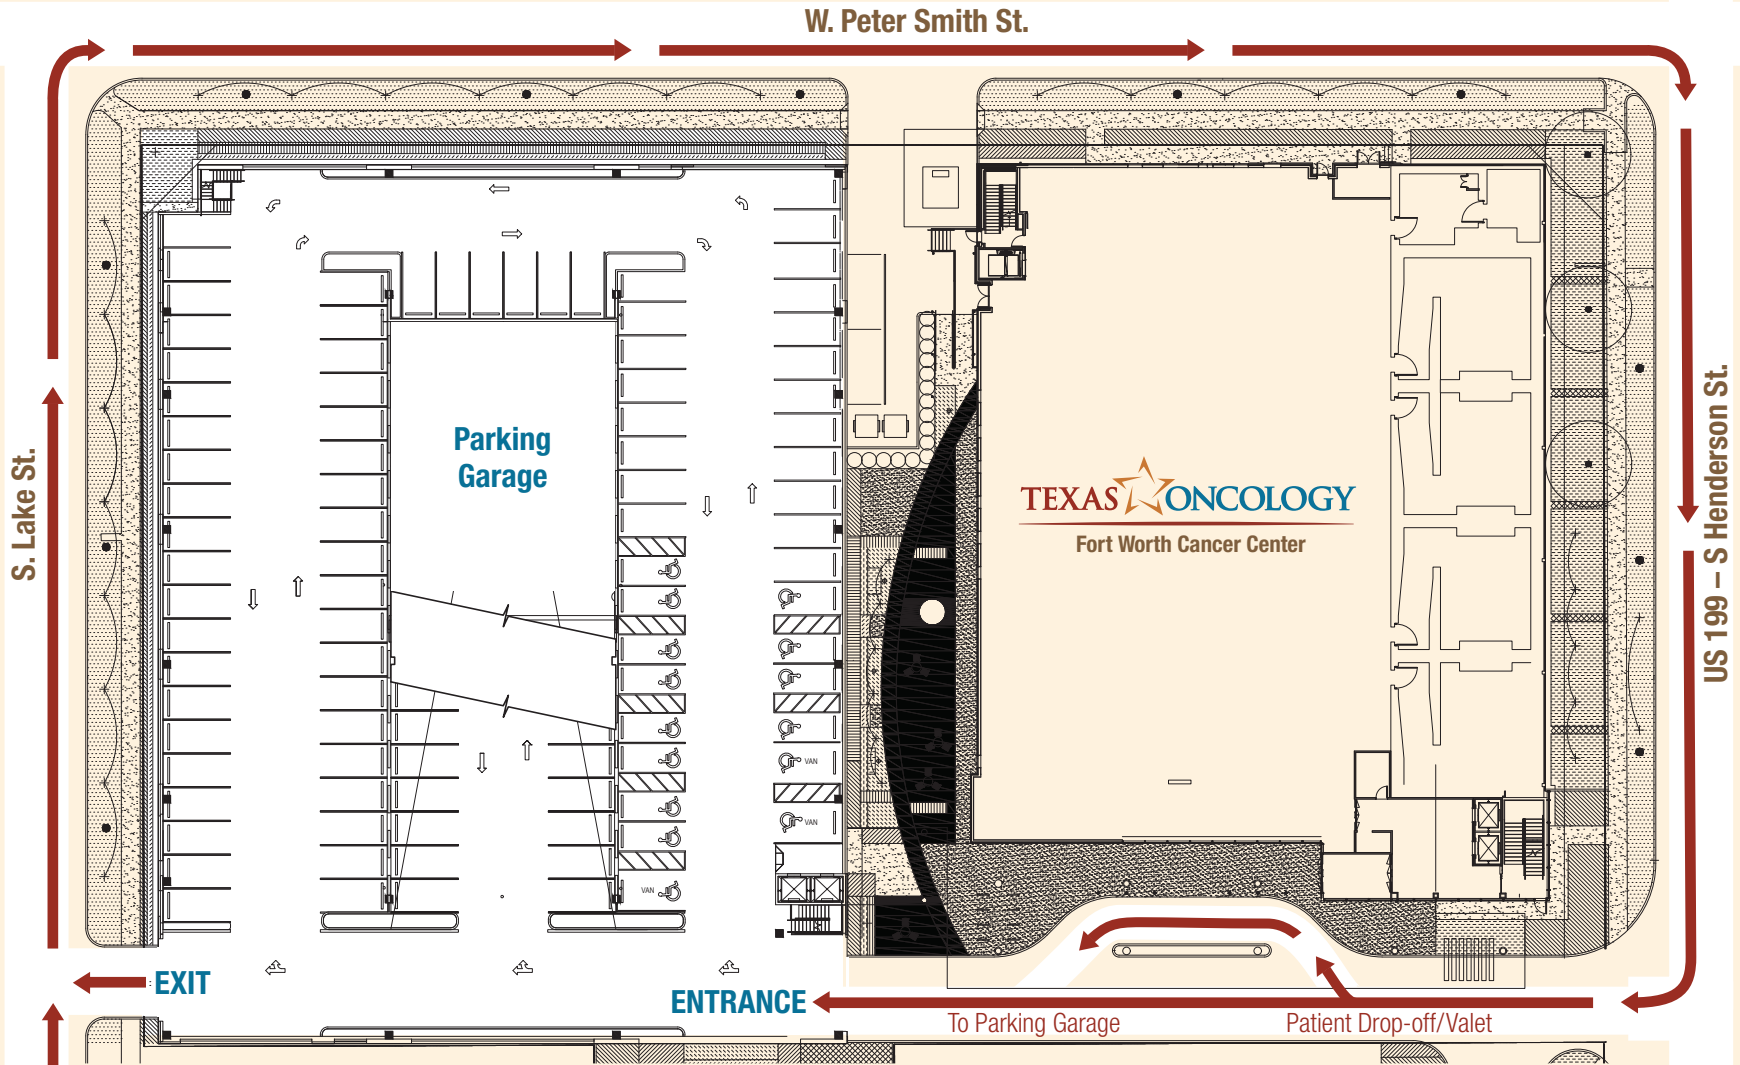 W. Peter Smith St.
S. Lake St.
Parking
Garage
TEXAS ONCOLOGY
Fort Worth Cancer Center
US 199 – S Henderson St.
VAN
VAN
VAN
EXIT
ENTRANCE
To Parking Garage
Patient Drop-off/Valet